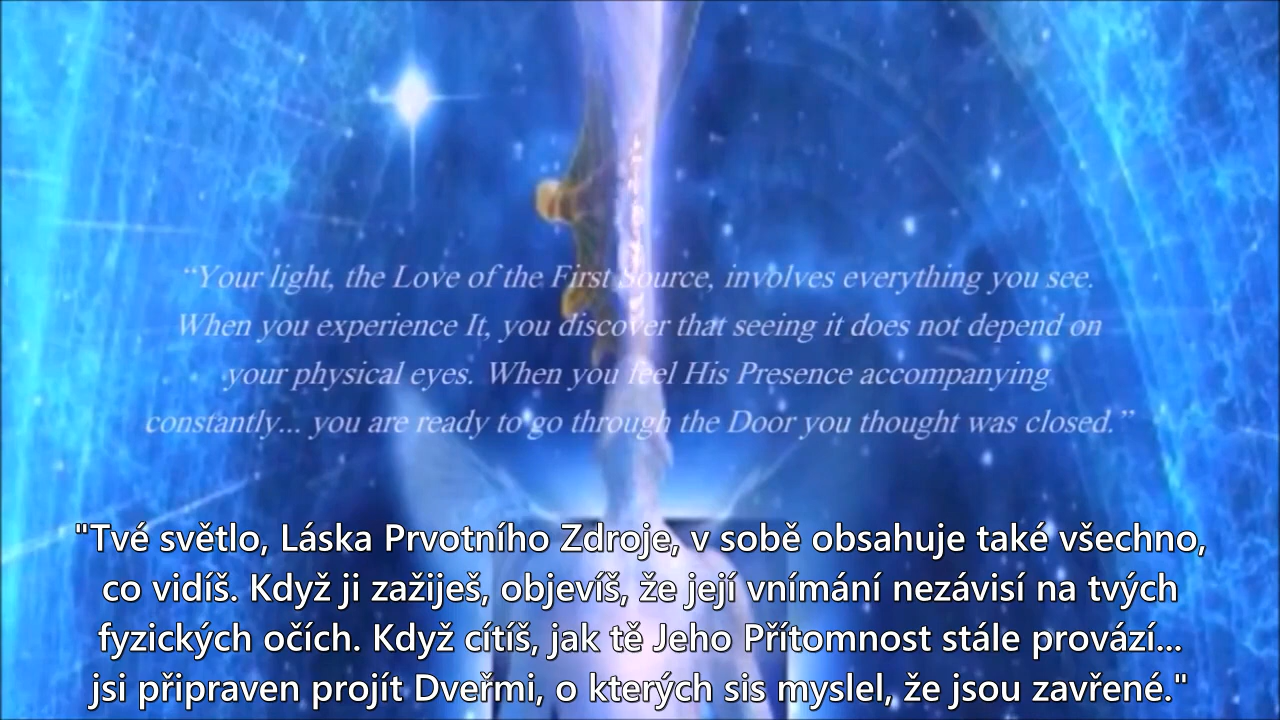 “Your light, the Love of the First Source, involves everything you see.
When you experience It, you discover that seeing it does not depend on
your physical eyes. When you feel His Presence accompanying
constantly... you are ready to go through the Door you thought was closed.”
"Tvé světlo, Láska Prvotního Zdroje, v sobě obsahuje také všechno,
co vidíš. Když ji zažiješ, objevíš, že její vnímání nezávisí na tvých
fyzických očích. Když cítíš, jak tě Jeho Přítomnost stále provází...
jsi připraven projít Dveřmi, o kterých sis myslel, že jsou zavřené."